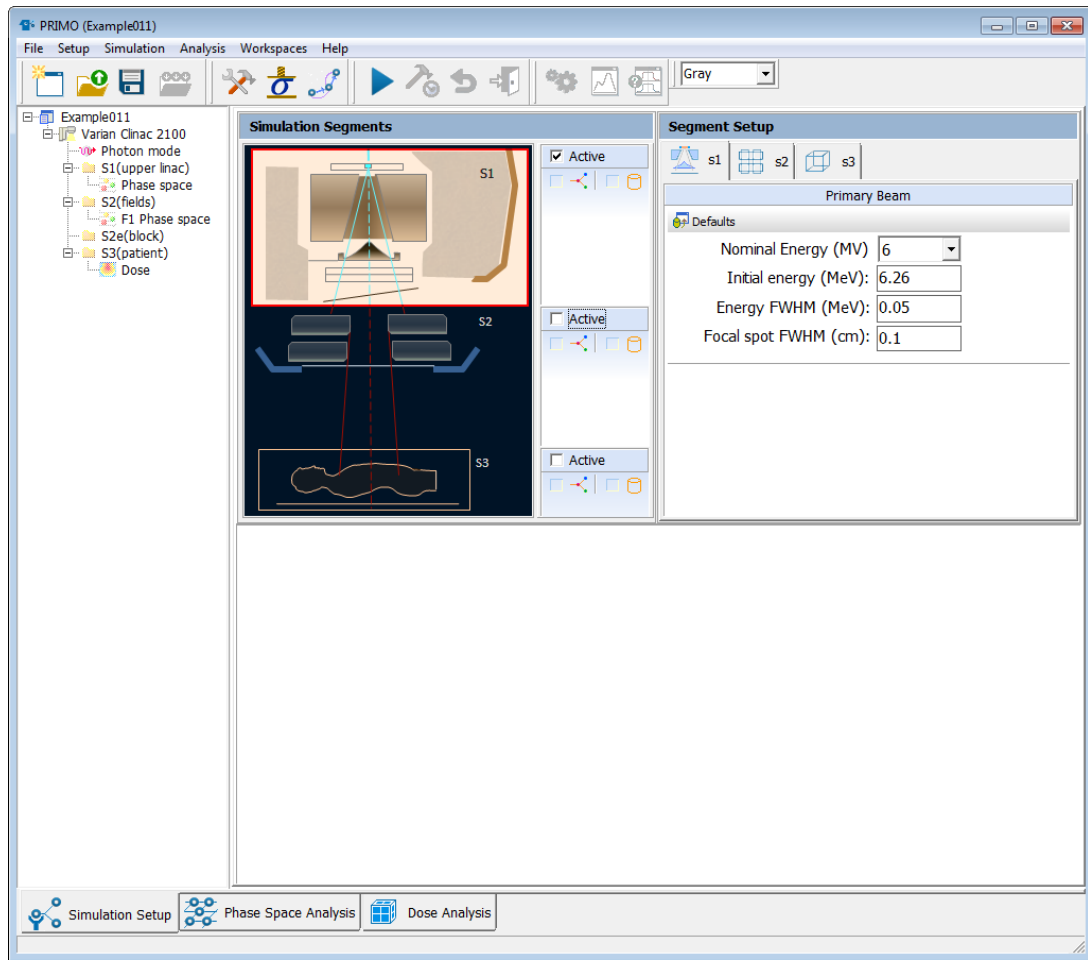 PRIMO (Example011)
File Setup Simulation Analysis Workspaces Help
Gray
Example011
Varian Clinac 2100
Photon mode
S1(upper linac)
Phase space
S2(fields)
F1 Phase space
S2e(block)
S3(patient)
Dose
Simulation Segments
S1
S2
S3
Active
Active
Active
Segment Setup
s1 s2 s3
Primary Beam
Defaults
Nominal Energy (MV) 6
Initial energy (MeV): 6.26
Energy FWHM (MeV): 0.05
Focal spot FWHM (cm): 0.1
Simulation Setup Phase Space Analysis Dose Analysis